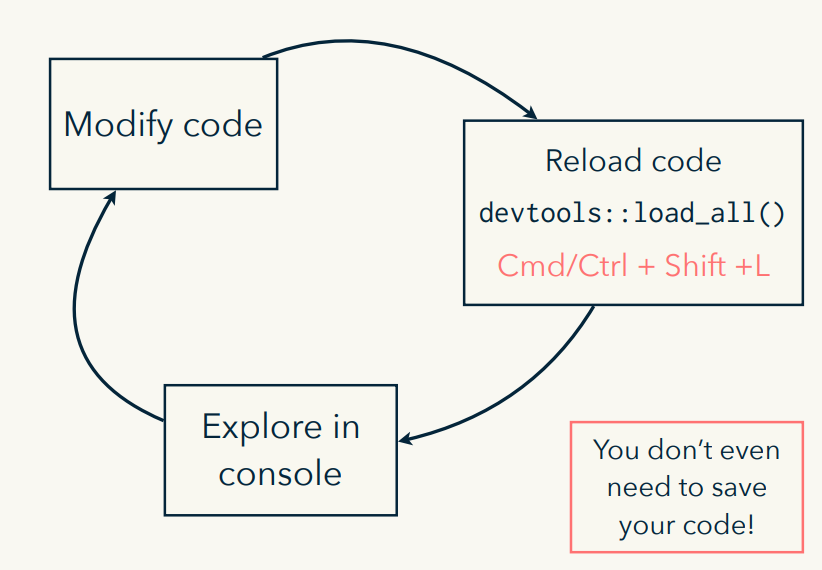 Modify code
Reload code
devtools::load_all()
Cmd/Ctrl + Shift +L
Explore in
console
You don’t even
need to save
your code!